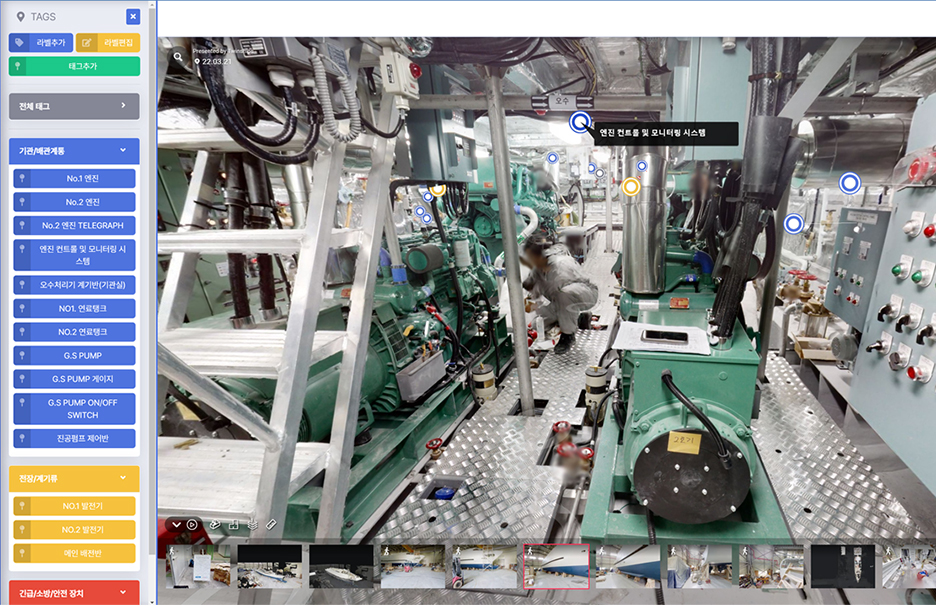 TAGS
라벨추가
라벨편집
태그추가
전체 태그
기관/배관계통
No.1 엔진
No.2 엔진
No.2 엔진 TELEGRAPH
엔진 컨트롤 및 모니터링 시
스템
오수처리기 계기반(기관실)
NO1. 연료탱크
NO.2 연료탱크
G.S PUMP
G.S PUMP 게이지
G.S PUMP ON/OFF
SWITCH
진공펌프 제어반
전장/계기류
NO.1 발전기
NO.2 발전기
메인 배전반
긴급/소방/안전 장치
Presented by
22.03.21
오수
엔진 컨트롤 및 모니터링 시스템